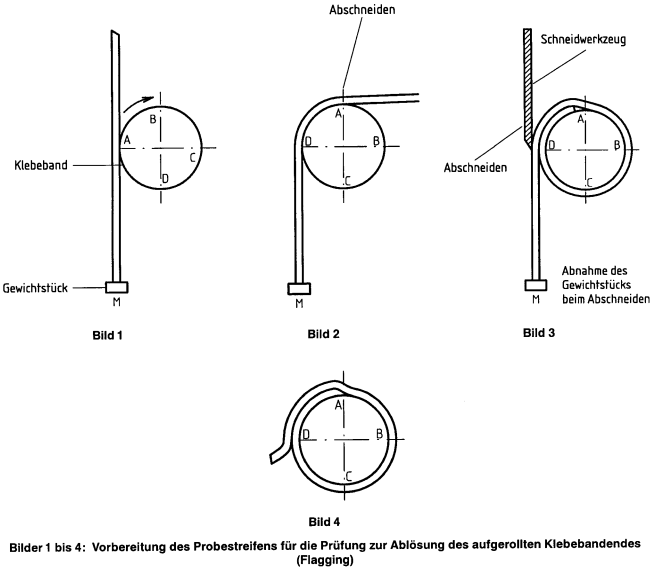 Klebeband
Gewichtstück
A
B
C
D
M
Bild 1
Abschneiden
A
D
B
C
M
Bild 2
Schneidwerkzeug
Abschneiden
A
D
B
C
M
Abnahme des
Gewichtstücks
beim Abschneiden
Bild 3
A
D
B
C
Bild 4
Bilder 1 bis 4: Vorbereitung des Probestreifens für die Prüfung zur Ablösung des aufgerollten Klebebandendes
(Flagging)